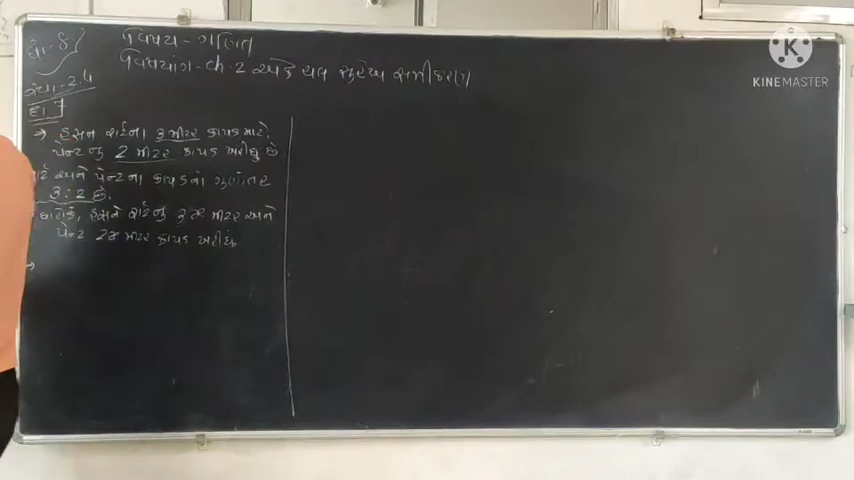 ધો-8
વિષય - ગણિત
વિષયાંગ - ch-2 એક ચલ સુરેખ સમીકરણ
સ્વા-2.4
દા. 7
→ હસન શર્ટના 3 મીટર કાપડ માટે,
પેન્ટનુ 2 મીટર કાપડ ખરીદ્યુ છે
શર્ટ અને પેન્ટના કાપડનો ગુણોત્તર
3:2 છે.
ધારોકે, હસને શર્ટનુ 3x મીટર અને
પેન્ટ 2x મીટર કાપડ ખરીદ્યુ.
→
KINEMASTER